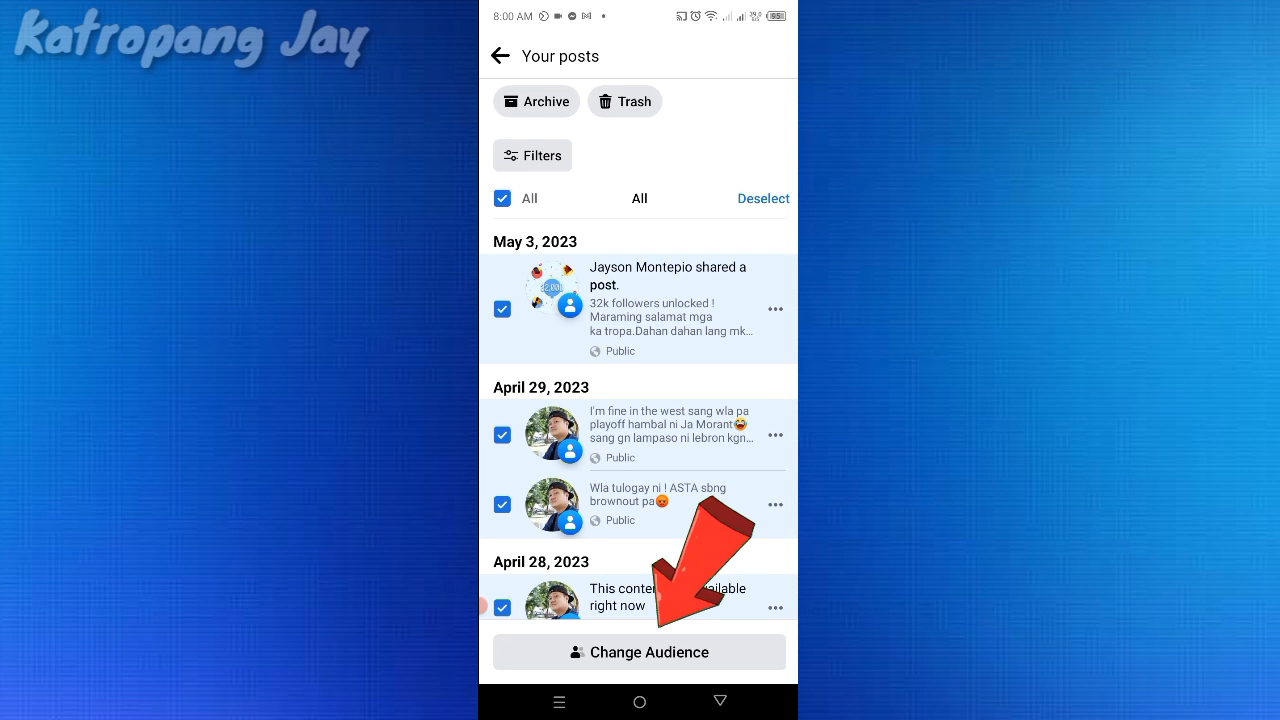 Katropang Jay
8:00 AM
95
Your posts
Archive
Trash
Filters
All
All
Deselect
May 3, 2023
Jayson Montepio shared a
post.
32k followers unlocked !
Maraming salamat mga
ka tropa.Dahan dahan lang mk...
Public
April 29, 2023
I'm fine in the west sang wla pa
playoff hambal ni Ja Morant😂
sang gn lampaso ni lebron kgn...
Public
Wla tulogay ni ! ASTA sbng
brownout pa😡
Public
April 28, 2023
This
right now
Change Audience